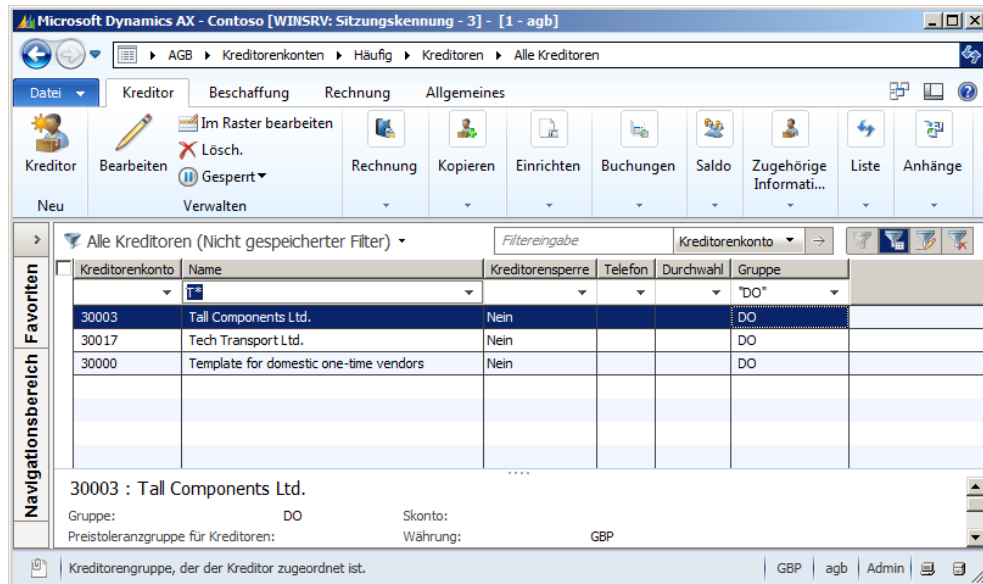 Microsoft Dynamics AX - Contoso [WINSRV: Sitzungskennung - 3] - [1 - agb]
AGB Kreditorenkonten Häufig Kreditoren Alle Kreditoren
Datei Kreditor Beschaffung Rechnung Allgemeines
Kreditor
Neu
Bearbeiten
Im Raster bearbeiten
Lösch.
Gesperrt
Verwalten
Rechnung
Kopieren
Einrichten
Buchungen
Saldo
Zugehörige
Informati...
Liste
Anhänge
Favoriten
Navigationsbereich
Alle Kreditoren (Nicht gespeicherter Filter) Filtereingabe Kreditorenkonto
Kreditorenkonto Name Kreditorensperre Telefon Durchwahl Gruppe
T* "DO"
30003 Tall Components Ltd. Nein DO
30017 Tech Transport Ltd. Nein DO
30000 Template for domestic one-time vendors Nein DO
30003 : Tall Components Ltd.
Gruppe: DO Skonto:
Preistoleranzgruppe für Kreditoren: Währung: GBP
Kreditorengruppe, der der Kreditor zugeordnet ist. GBP agb Admin